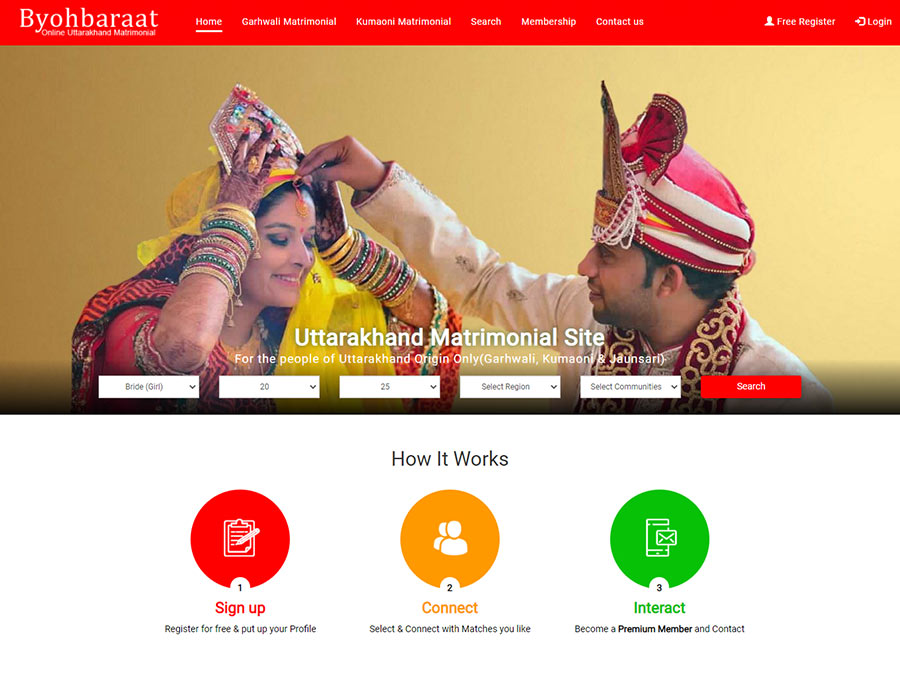 Byohbaraat
Online Uttarakhand Matrimonial
Home Garhwali Matrimonial Kumaoni Matrimonial Search Membership Contact us Free Register Login
Uttarakhand Matrimonial Site
For the people of Uttarakhand Origin Only(Garhwali, Kumaoni & Jaunsari)
Bride (Girl) 20 25 Select Region Select Communities Search
How It Works
1 2 3
Sign up Connect Interact
Register for free & put up your Profile Select & Connect with Matches you like Become a Premium Member and Contact